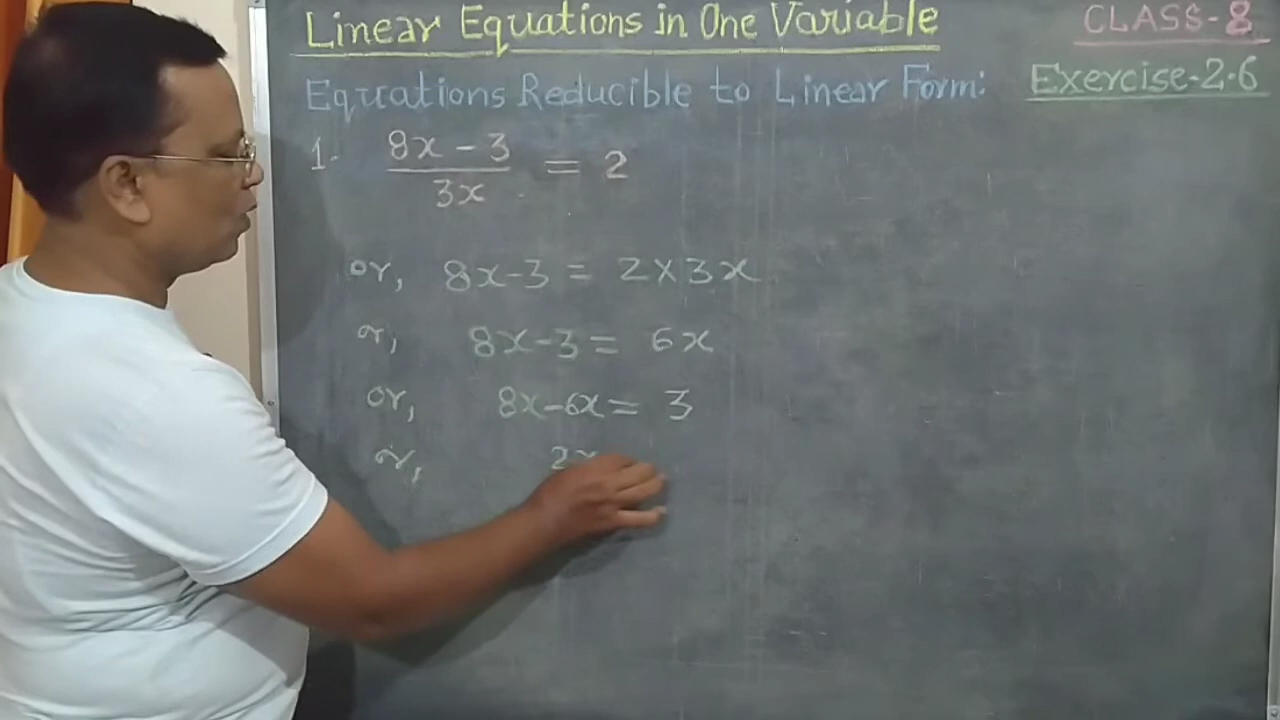 Linear Equations in One Variable CLASS-8
Equations Reducible to Linear Form: Exercise-2.6
1. 8x - 3
3x = 2
or, 8x-3 = 2×3x
or, 8x-3 = 6x
or, 8x-6x = 3
or, 2x